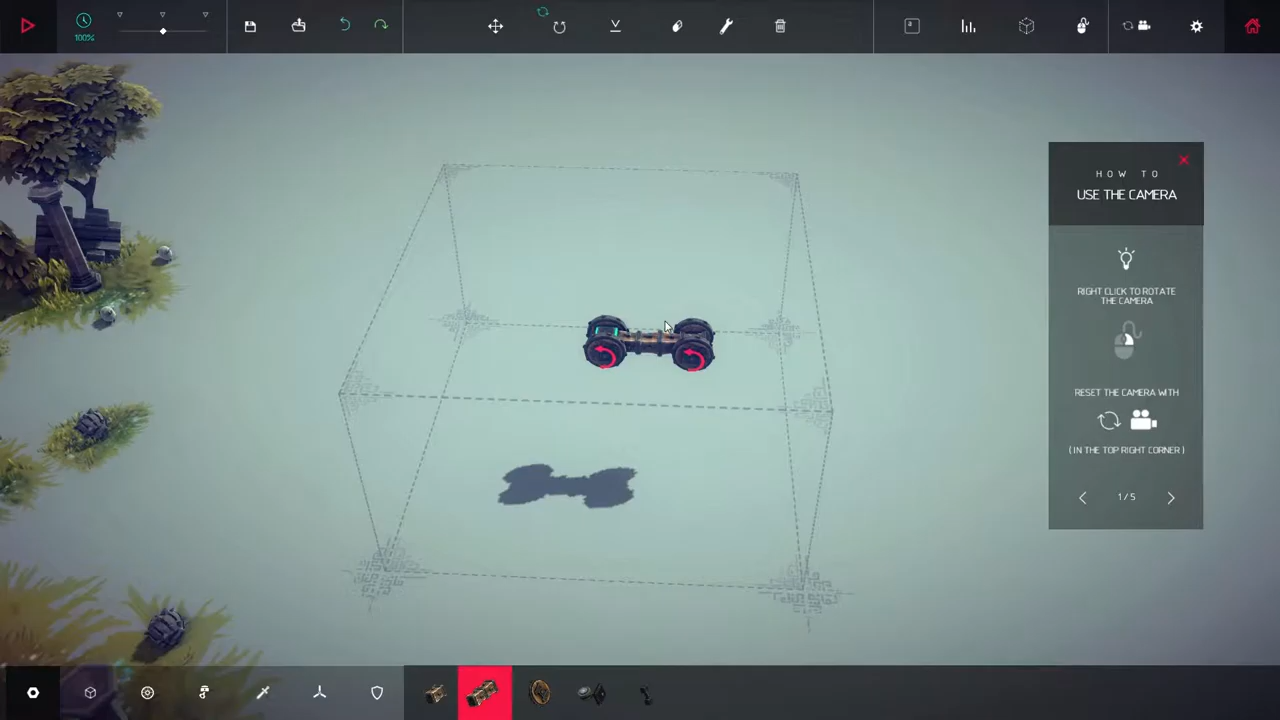 100%
HOW TO
USE THE CAMERA
RIGHT CLICK TO ROTATE
THE CAMERA
RESET THE CAMERA WITH
( IN THE TOP RIGHT CORNER )
1/5